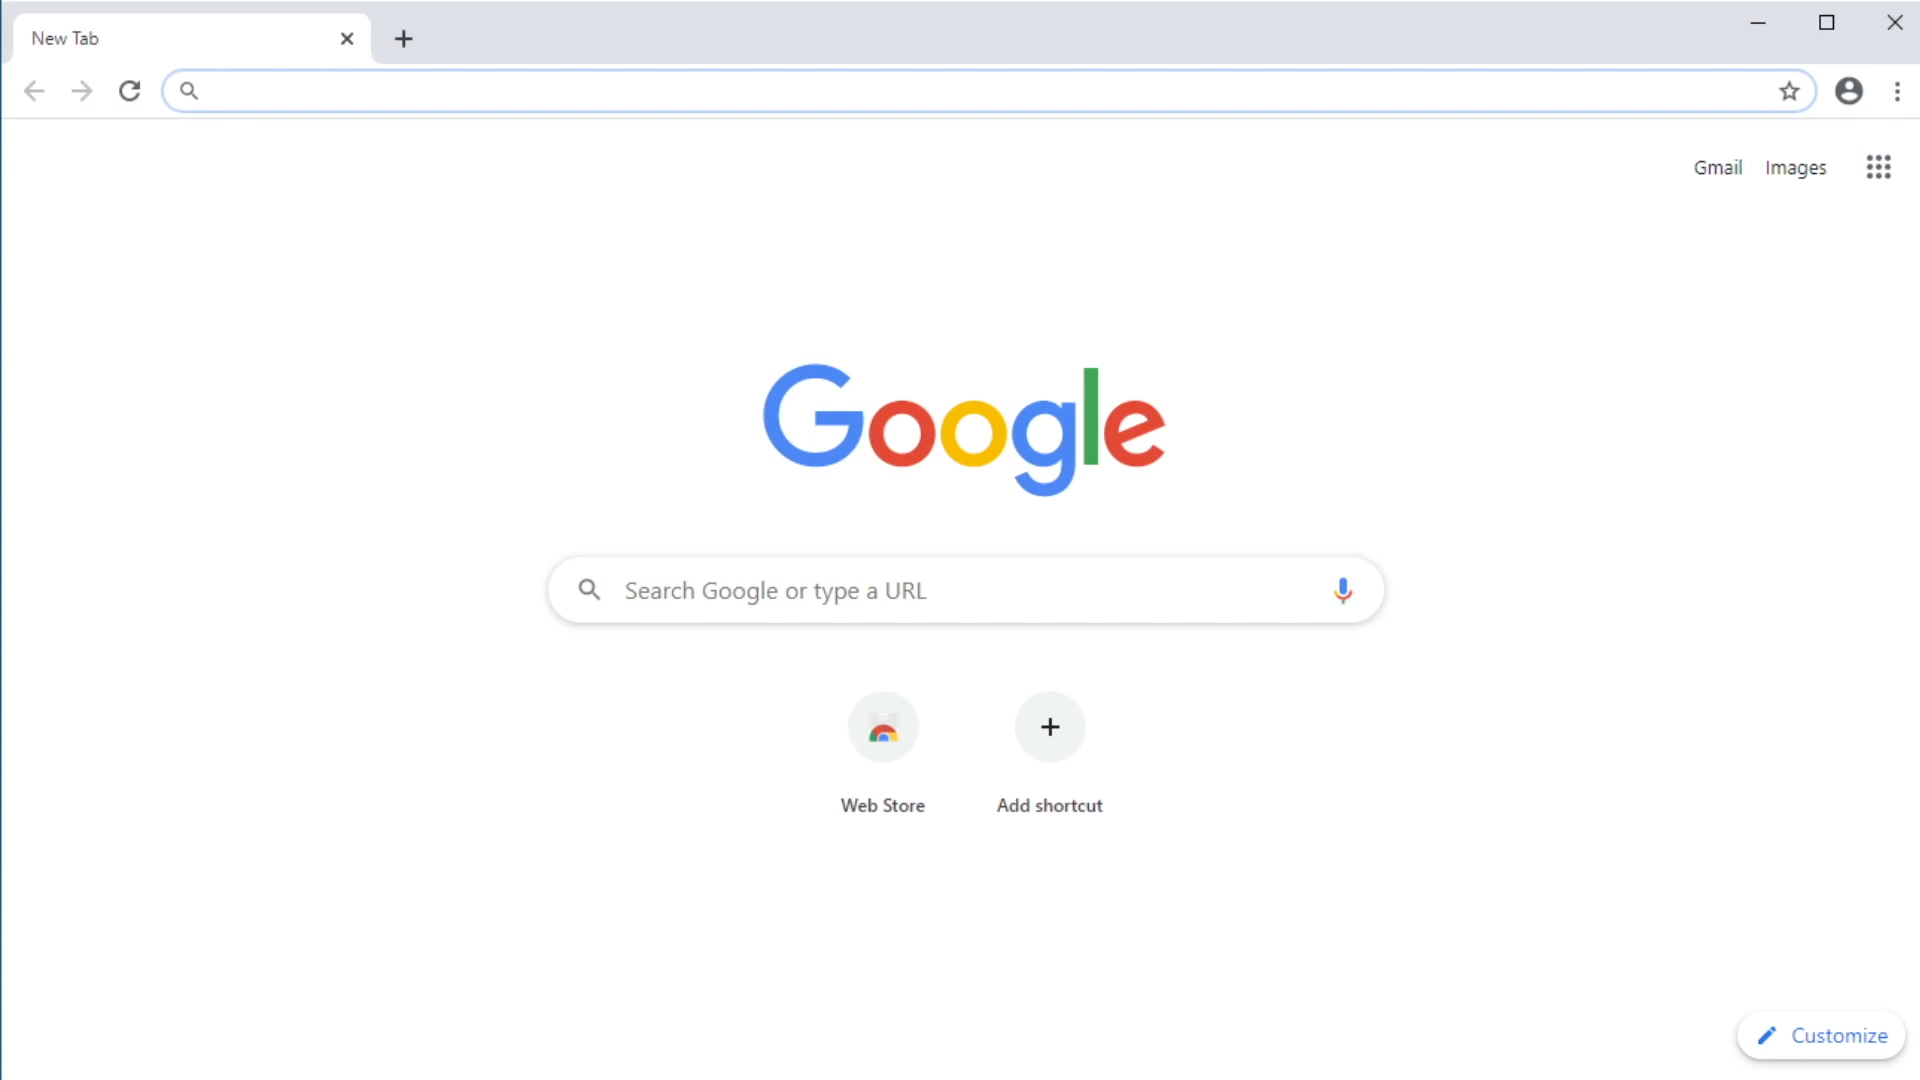 New Tab
Gmail Images
Google
Search Google or type a URL
Web Store Add shortcut
Customize